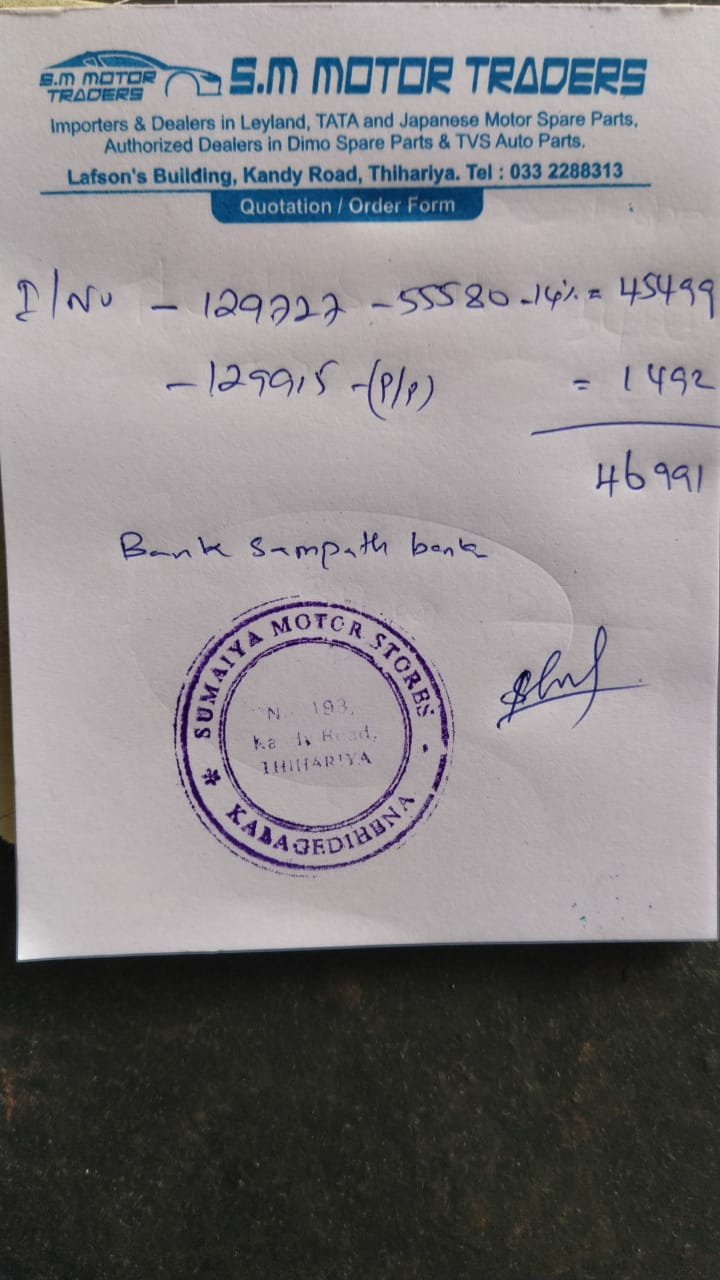 S.M MOTOR
TRADERS
S.M MOTOR TRADERS
Importers & Dealers in Leyland, TATA and Japanese Motor Spare Parts,
Authorized Dealers in Dimo Spare Parts & TVS Auto Parts.
Lafson's Building, Kandy Road, Thihariya. Tel : 033 2288313
Quotation / Order Form
I/No - 129727 - 55580 - 14% = 45499
- 129915 - (P/P) = 1492
46991
Bank Sampath bank
SUMAIYA MOTOR STORES
193,
Kandy Road,
THIHARIYA
* KALAGEDIHENA